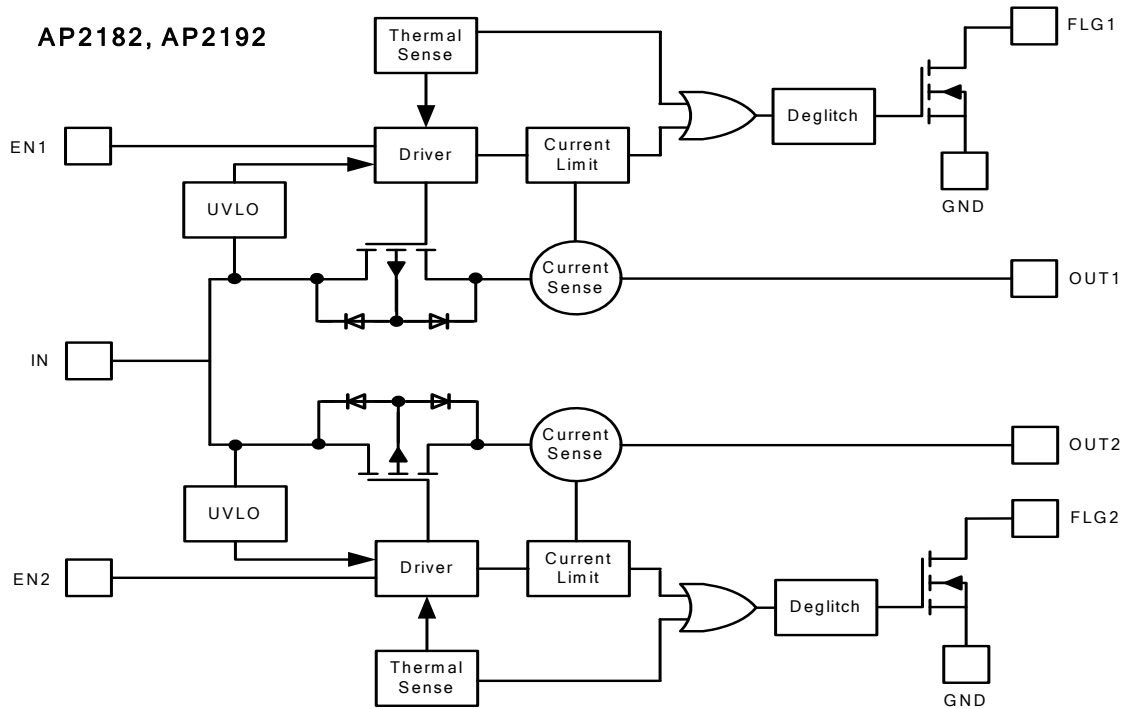 AP2182, AP2192
Thermal
Sense
FLG1
Deglitch
EN1
Driver
Current
Limit
UVLO
GND
Current
Sense
OUT1
IN
Current
Sense
OUT2
UVLO
FLG2
EN2
Driver
Current
Limit
Deglitch
Thermal
Sense
GND